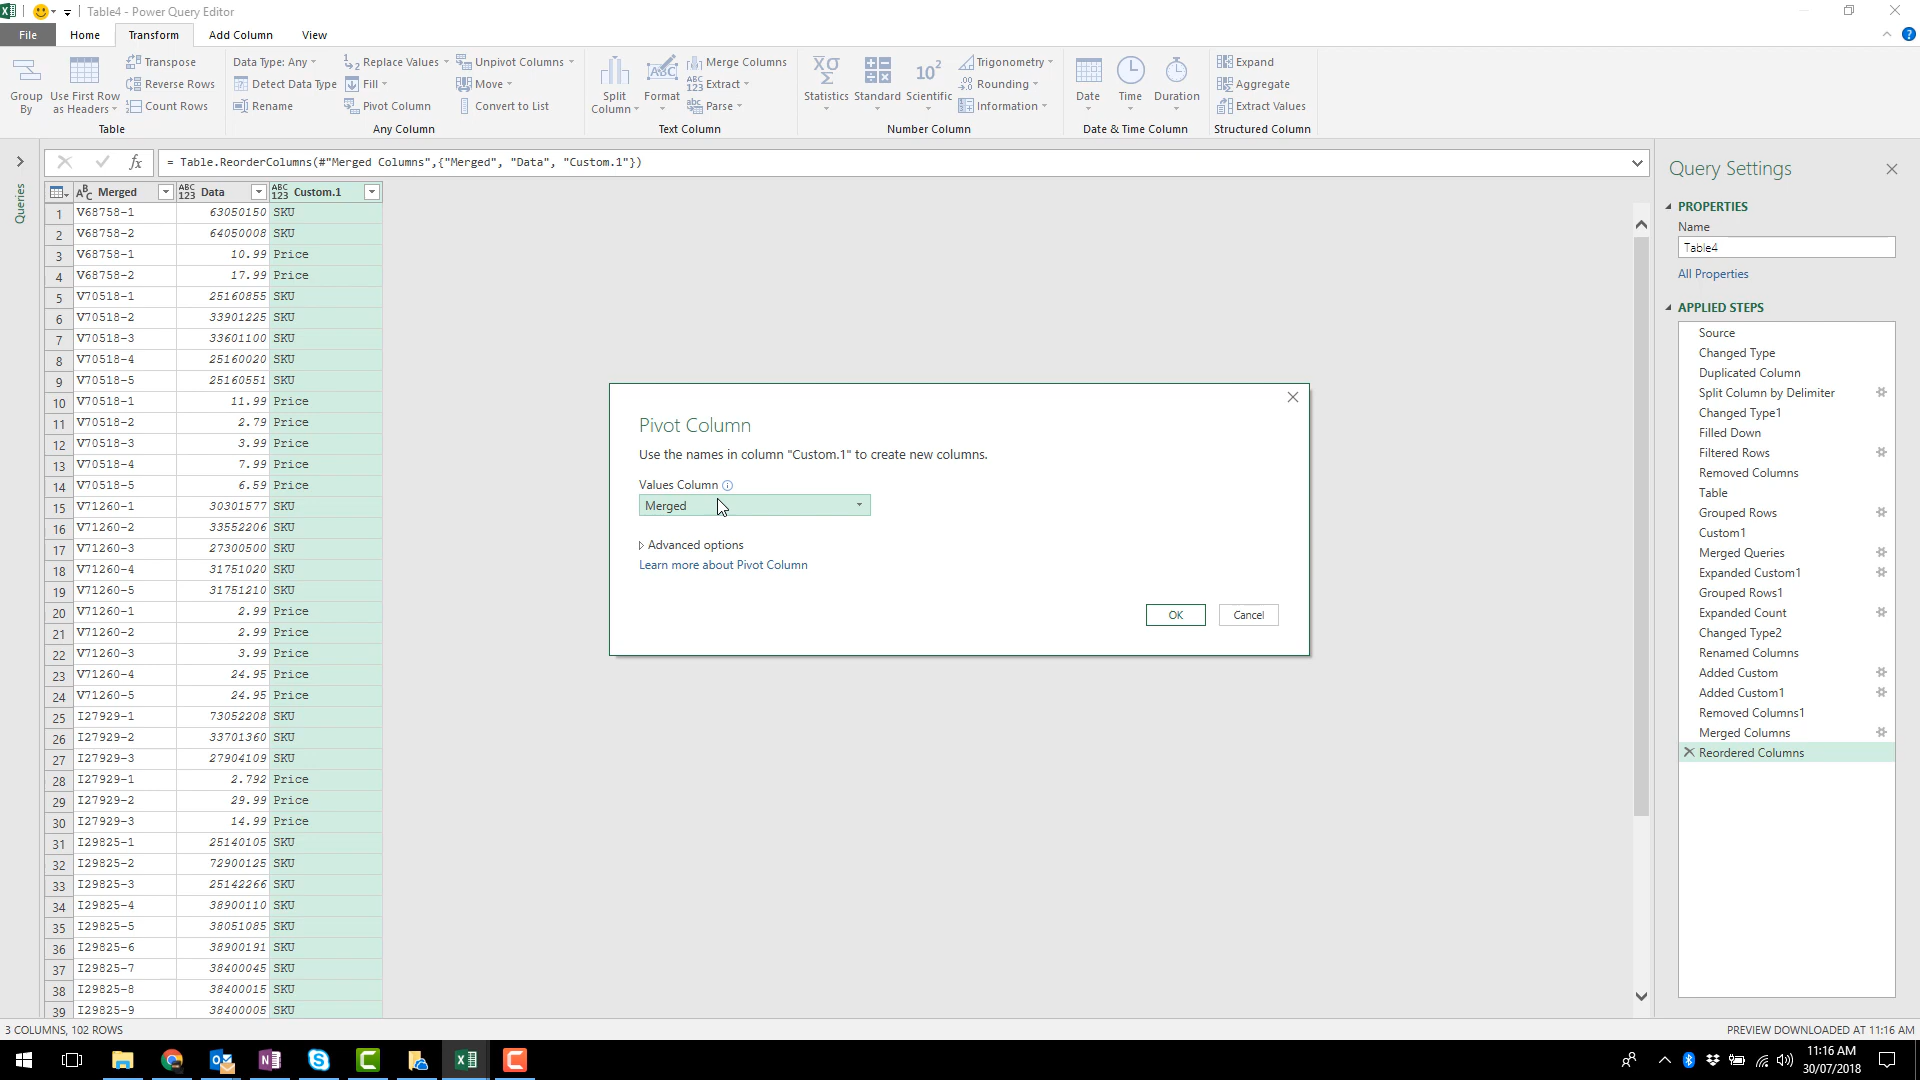 Table4 - Power Query Editor
File Home Transform Add Column View
Group By
Use First Row as Headers
Transpose
Reverse Rows
Count Rows
Table
Data Type: Any
Detect Data Type
Rename
Replace Values
Fill
Pivot Column
Unpivot Columns
Move
Convert to List
Any Column
Split Column
Format
Merge Columns
Extract
Parse
Text Column
Statistics
Standard
Scientific
Trigonometry
Rounding
Information
Number Column
Date
Time
Duration
Date & Time Column
Expand
Aggregate
Extract Values
Structured Column
Queries
fx = Table.ReorderColumns(#"Merged Columns",{"Merged", "Data", "Custom.1"})
Merged Data Custom.1
1 V68758-1 63050150 SKU
2 V68758-2 64050008 SKU
3 V68758-1 10.99 Price
4 V68758-2 17.99 Price
5 V70518-1 25160855 SKU
6 V70518-2 33901225 SKU
7 V70518-3 33601100 SKU
8 V70518-4 25160020 SKU
9 V70518-5 25160551 SKU
10 V70518-1 11.99 Price
11 V70518-2 2.79 Price
12 V70518-3 3.99 Price
13 V70518-4 7.99 Price
14 V70518-5 6.59 Price
15 V71260-1 30301577 SKU
16 V71260-2 33552206 SKU
17 V71260-3 27300500 SKU
18 V71260-4 31751020 SKU
19 V71260-5 31751210 SKU
20 V71260-1 2.99 Price
21 V71260-2 2.99 Price
22 V71260-3 3.99 Price
23 V71260-4 24.95 Price
24 V71260-5 24.95 Price
25 I27929-1 73052208 SKU
26 I27929-2 33701360 SKU
27 I27929-3 27904109 SKU
28 I27929-1 2.792 Price
29 I27929-2 29.99 Price
30 I27929-3 14.99 Price
31 I29825-1 25140105 SKU
32 I29825-2 72900125 SKU
33 I29825-3 25142266 SKU
34 I29825-4 38900110 SKU
35 I29825-5 38051085 SKU
36 I29825-6 38900191 SKU
37 I29825-7 38400045 SKU
38 I29825-8 38400015 SKU
39 I29825-9 38400005 SKU
Pivot Column
Use the names in column "Custom.1" to create new columns.
Values Column
Merged
Advanced options
Learn more about Pivot Column
OK Cancel
Query Settings
PROPERTIES
Name
Table4
All Properties
APPLIED STEPS
Source
Changed Type
Duplicated Column
Split Column by Delimiter
Changed Type1
Filled Down
Filtered Rows
Removed Columns
Table
Grouped Rows
Custom1
Merged Queries
Expanded Custom1
Grouped Rows1
Expanded Count
Changed Type2
Renamed Columns
Added Custom
Added Custom1
Removed Columns1
Merged Columns
Reordered Columns
3 COLUMNS, 102 ROWS
PREVIEW DOWNLOADED AT 11:16 AM
11:16 AM
30/07/2018